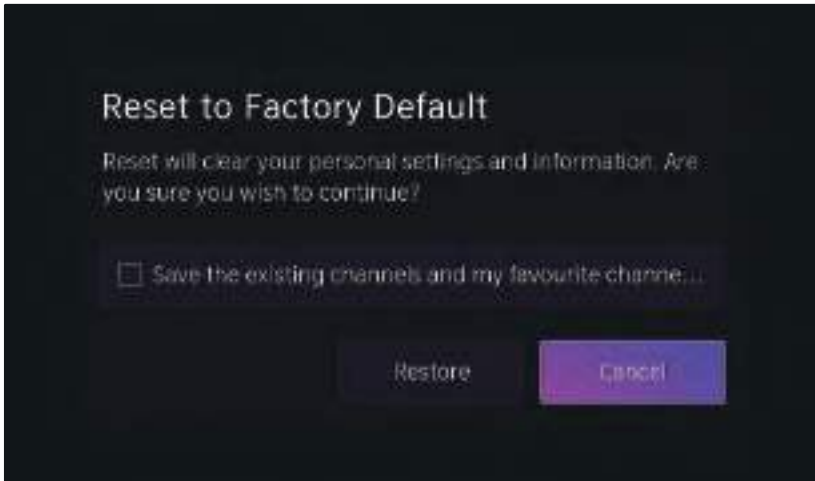 Reset to Factory Default
Reset will clear your personal settings and information. Are
you sure you wish to continue?
Save the existing channels and my favourite channe...
Restore
Cancel